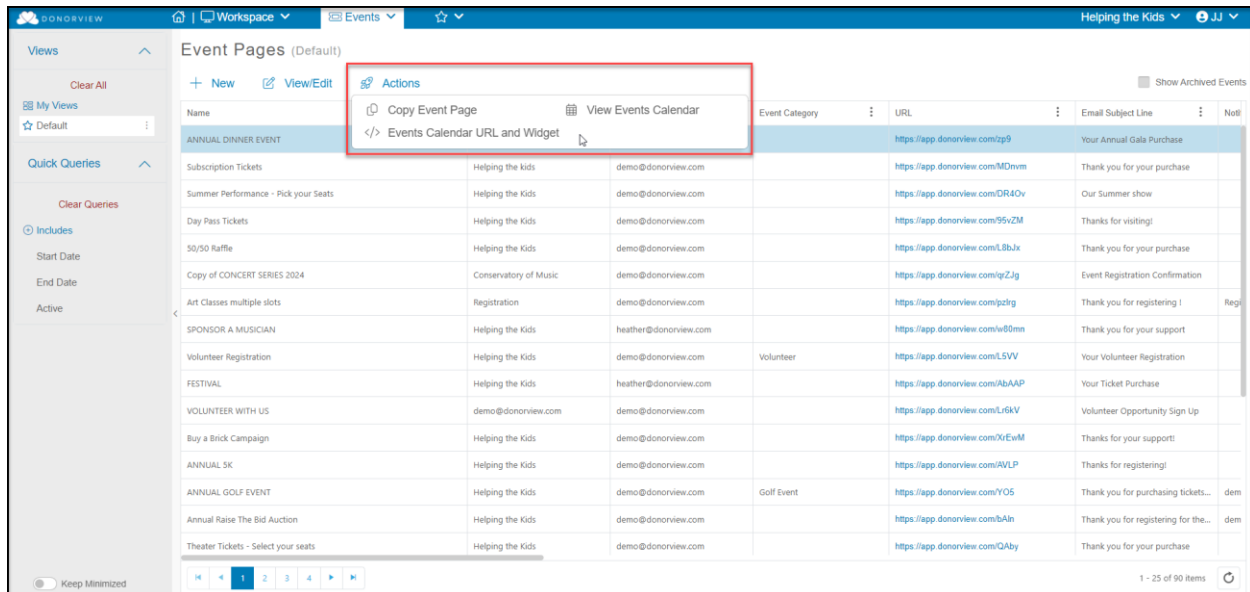 DONORVIEW
Workspace
Events
Helping the Kids
JJ
Views
Clear All
My Views
Default
Quick Queries
Clear Queries
Includes
Start Date
End Date
Active
Keep Minimized
Event Pages (Default)
New View/Edit Actions
Show Archived Events
Copy Event Page View Events Calendar
Events Calendar URL and Widget
Name Event Category URL Email Subject Line Noti
ANNUAL DINNER EVENT https://app.donorview.com/zp9 Your Annual Gala Purchase
Subscription Tickets Helping the kids demo@donorview.com https://app.donorview.com/MDnvm Thank you for your purchase
Summer Performance - Pick your Seats Helping the Kids demo@donorview.com https://app.donorview.com/DR4Ov Our Summer show
Day Pass Tickets Helping the Kids demo@donorview.com https://app.donorview.com/95vZM Thanks for visiting!
50/50 Raffle Helping the Kids demo@donorview.com https://app.donorview.com/L8bJx Thank you for your purchase
Copy of CONCERT SERIES 2024 Conservatory of Music demo@donorview.com https://app.donorview.com/qrZJg Event Registration Confirmation
Art Classes multiple slots Registration demo@donorview.com https://app.donorview.com/pzlrg Thank you for registering ! Regi
SPONSOR A MUSICIAN Helping the Kids heather@donorview.com https://app.donorview.com/w80mn Thank you for your support
Volunteer Registration Helping the Kids demo@donorview.com Volunteer https://app.donorview.com/L5VV Your Volunteer Registration
FESTIVAL Helping the Kids heather@donorview.com https://app.donorview.com/AbAAP Your Ticket Purchase
VOLUNTEER WITH US demo@donorview.com demo@donorview.com https://app.donorview.com/Lr6kV Volunteer Opportunity Sign Up
Buy a Brick Campaign Helping the Kids demo@donorview.com https://app.donorview.com/XrEwM Thanks for your support!
ANNUAL 5K Helping the Kids demo@donorview.com https://app.donorview.com/AVLP Thanks for registering!
ANNUAL GOLF EVENT Helping the Kids demo@donorview.com Golf Event https://app.donorview.com/YO5 Thank you for purchasing tickets... dem
Annual Raise The Bid Auction Helping the Kids demo@donorview.com https://app.donorview.com/bAln Thank you for registering for the... dem
Theater Tickets - Select your seats Helping the Kids demo@donorview.com https://app.donorview.com/QAby Thank you for your purchase
1 2 3 4
1 - 25 of 90 items